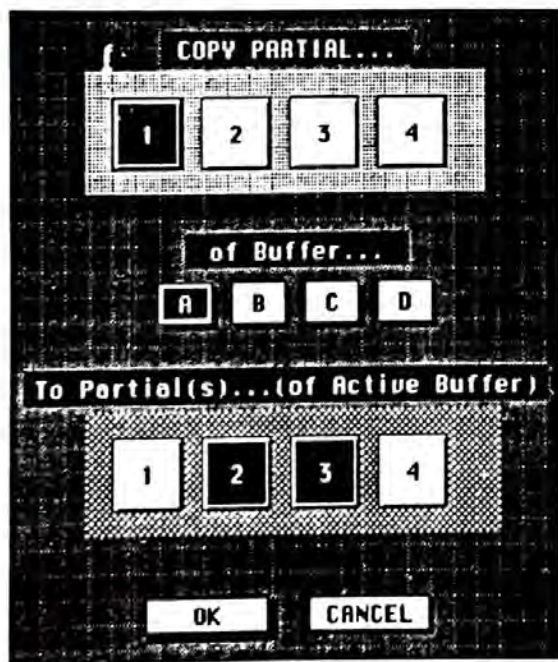 COPY PARTIAL...
1 2 3 4
of Buffer...
A B C D
To Partial(s)...(of Active Buffer)
1 2 3 4
OK CANCEL